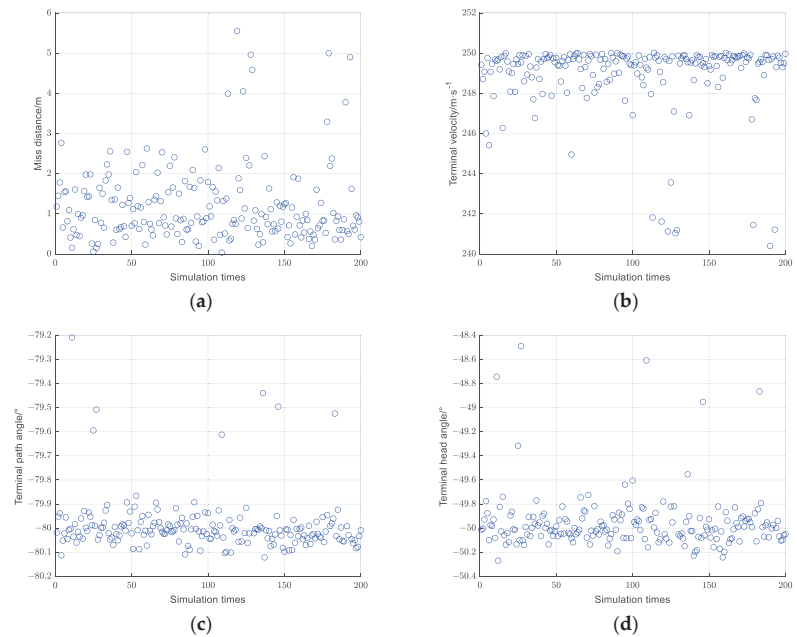 6
5
4
3
2
1
0
Miss distance/m
0 50 100 150 200
Simulation times
(a)
252
250
248
246
244
242
240
Terminal velocity/m·s⁻¹
0 50 100 150 200
Simulation times
(b)
−79.2
−79.3
−79.4
−79.5
−79.6
−79.7
−79.8
−79.9
−80
−80.1
−80.2
Terminal path angle/°
0 50 100 150 200
Simulation times
(c)
−48.4
−48.6
−48.8
−49
−49.2
−49.4
−49.6
−49.8
−50
−50.2
−50.4
Terminal head angle/°
0 50 100 150 200
Simulation times
(d)